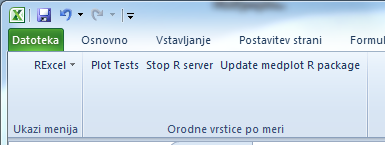 Datoteka Osnovno Vstavljanje Postavitev strani Formul
RExcel Plot Tests Stop R server Update medplot R package
Ukazi menija Orodne vrstice po meri